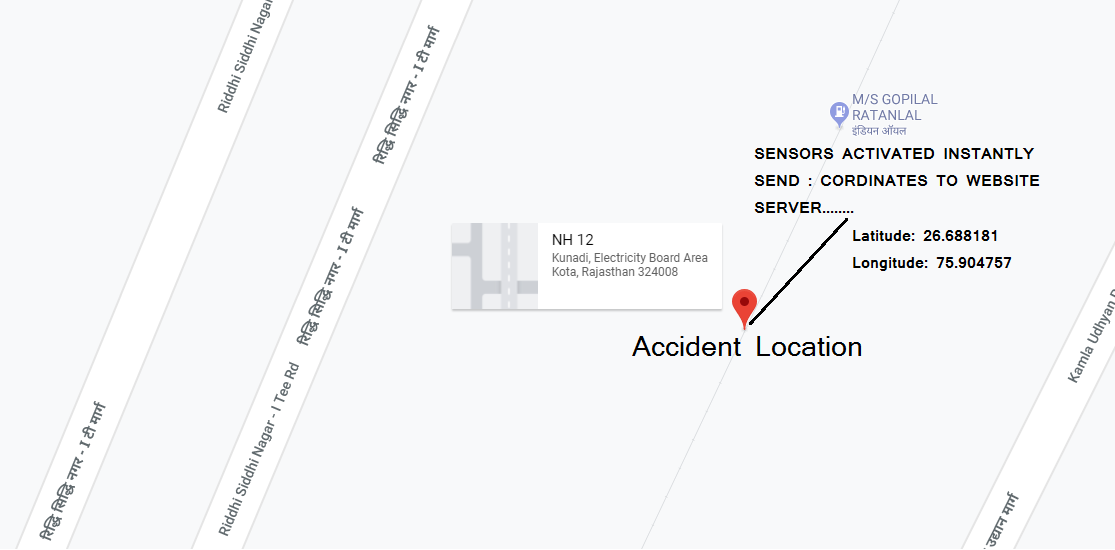 Riddhi Siddhi Nagar
रिद्धि सिद्धि नगर - I टी मार्ग
M/S GOPILAL
RATANLAL
इंडियन ऑयल
SENSORS ACTIVATED INSTANTLY
SEND : CORDINATES TO WEBSITE
SERVER........
Latitude: 26.688181
Longitude: 75.904757
NH 12
Kunadi, Electricity Board Area
Kota, Rajasthan 324008
रिद्धि सिद्धि नगर - I टी मार्ग
Accident Location
Kamla Udhyan
Riddhi Siddhi Nagar - I Tee Rd
रिद्धि सिद्धि नगर - I टी मार्ग
उद्यान मार्ग